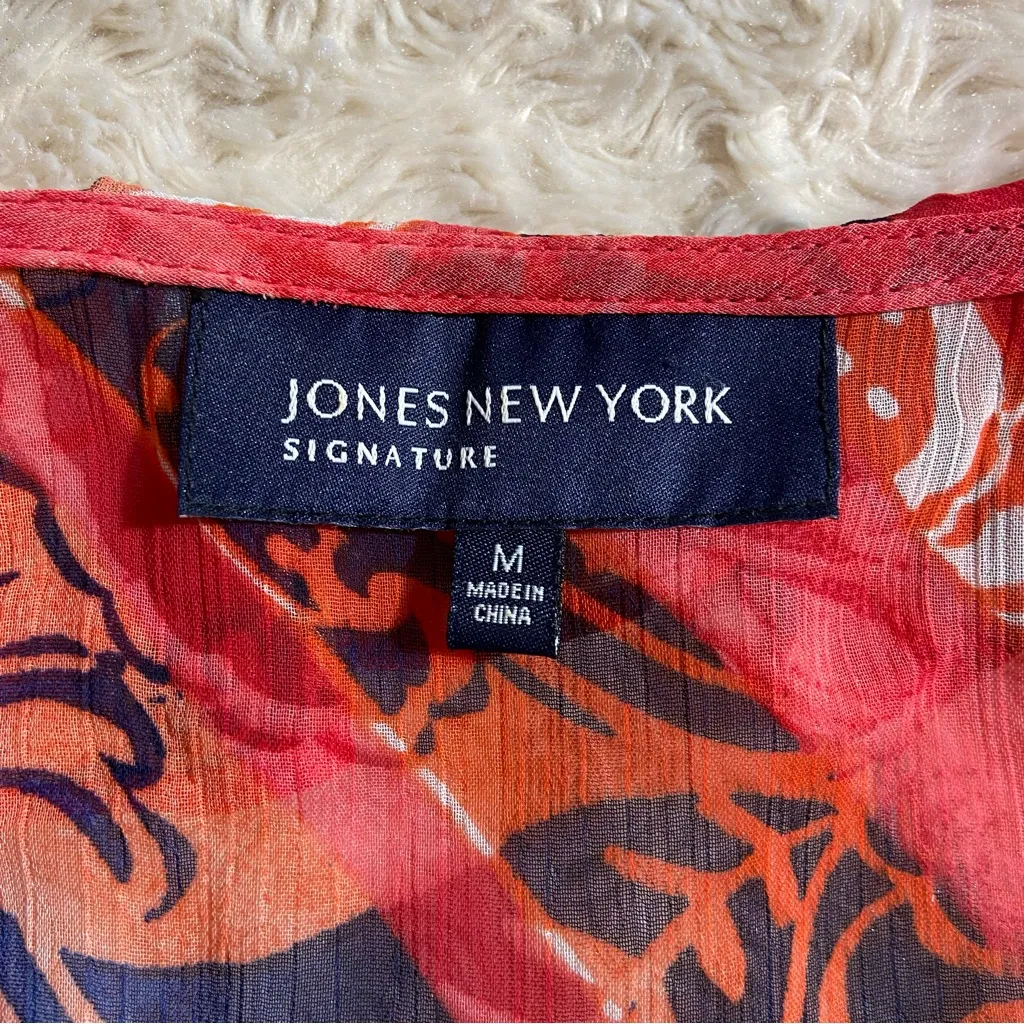 JONES NEW YORK
SIGNATURE
M
MADE IN
CHINA